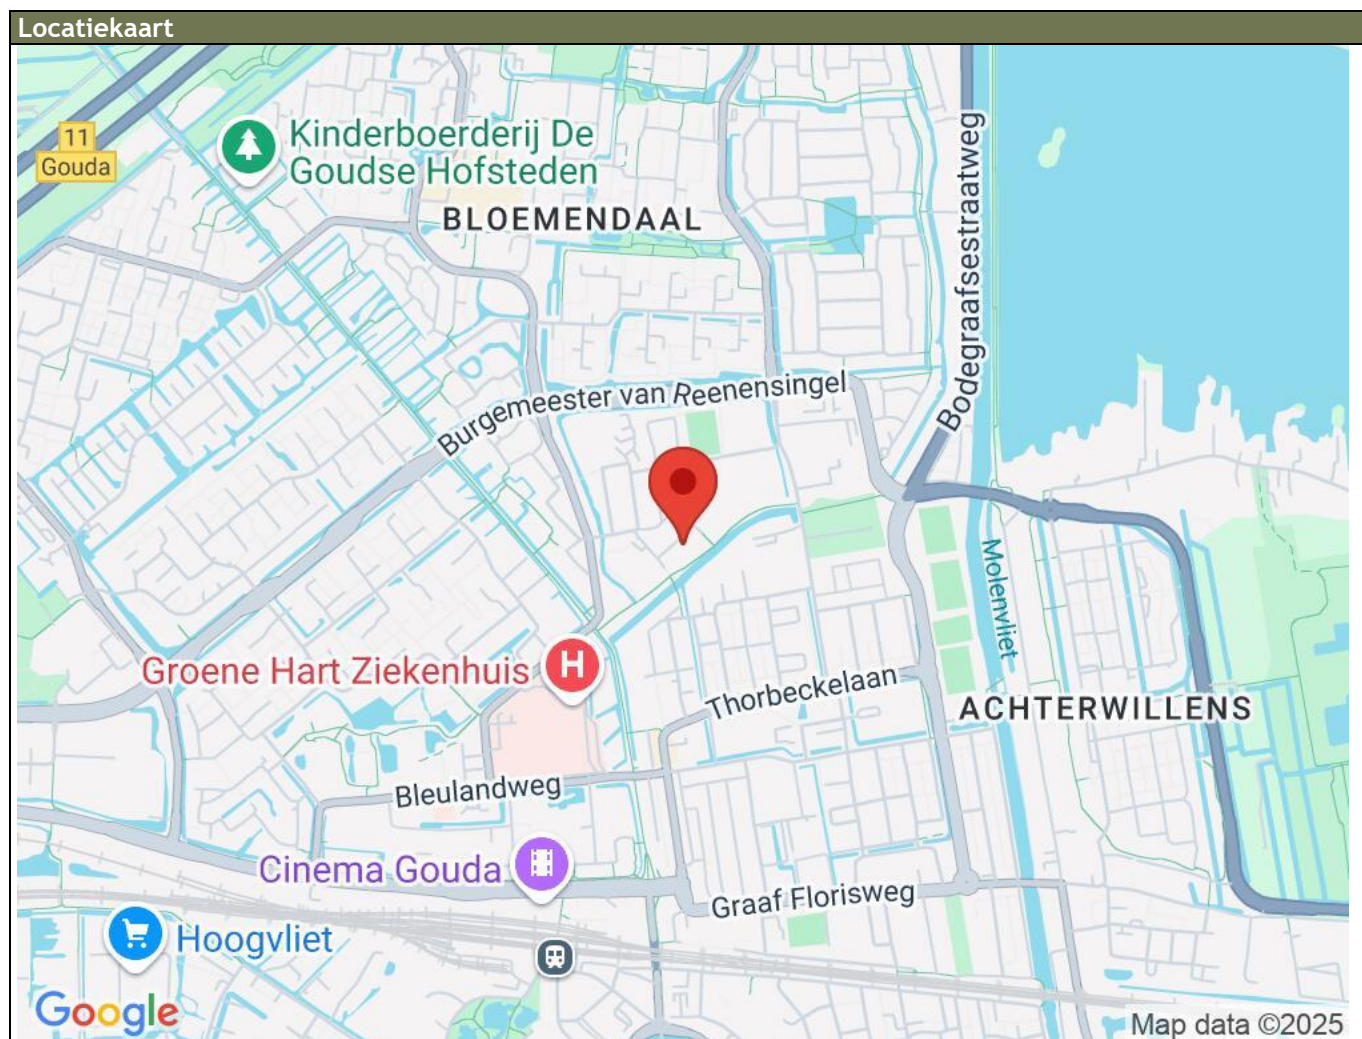 Locatiekaart
11
Gouda
Kinderboerderij De
Goudse Hofsteden
BLOEMENDAAL
Bodegraafsestraatweg
Burgemeester van Reenensingel
Molenvliet
Groene Hart Ziekenhuis
H
Thorbeckelaan
ACHTERWILLENS
Bleulandweg
Cinema Gouda
Graaf Florisweg
Hoogvliet
Google
Map data ©2025